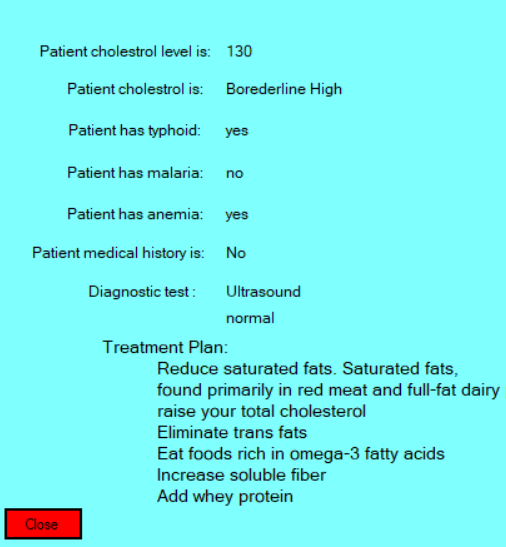 Patient cholestrol level is: 130
Patient cholestrol is: Borederline High
Patient has typhoid: yes
Patient has malaria: no
Patient has anemia: yes
Patient medical history is: No
Diagnostic test : Ultrasound
normal
Treatment Plan:
Reduce saturated fats. Saturated fats,
found primarily in red meat and full-fat dairy
raise your total cholesterol
Eliminate trans fats
Eat foods rich in omega-3 fatty acids
Increase soluble fiber
Add whey protein
Close